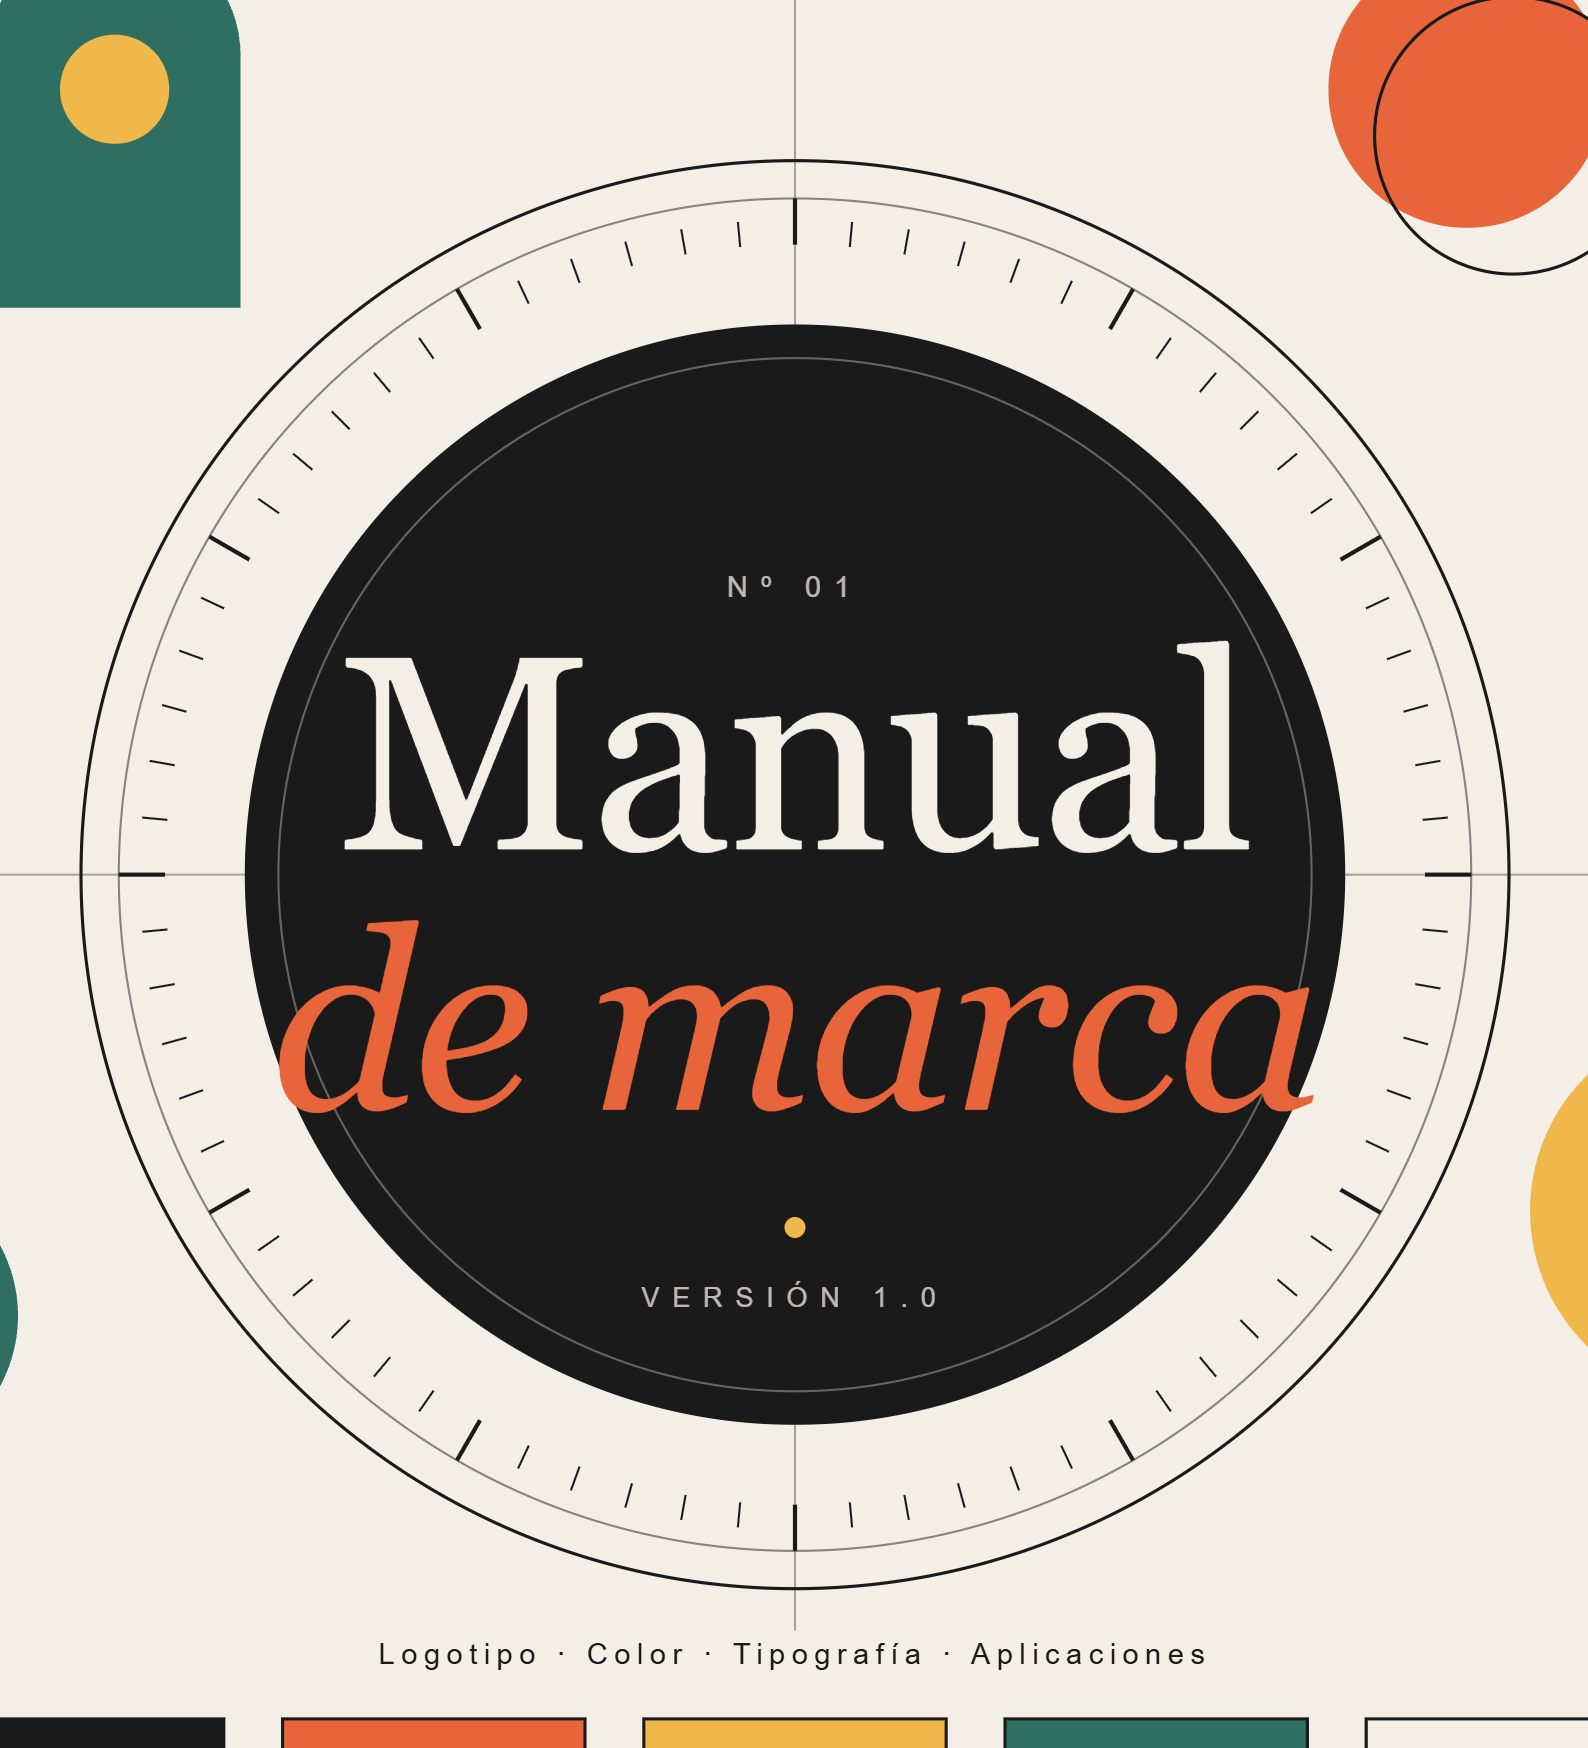 Nº 01
Manual
de marca
VERSIÓN 1.0
Logotipo · Color · Tipografía · Aplicaciones